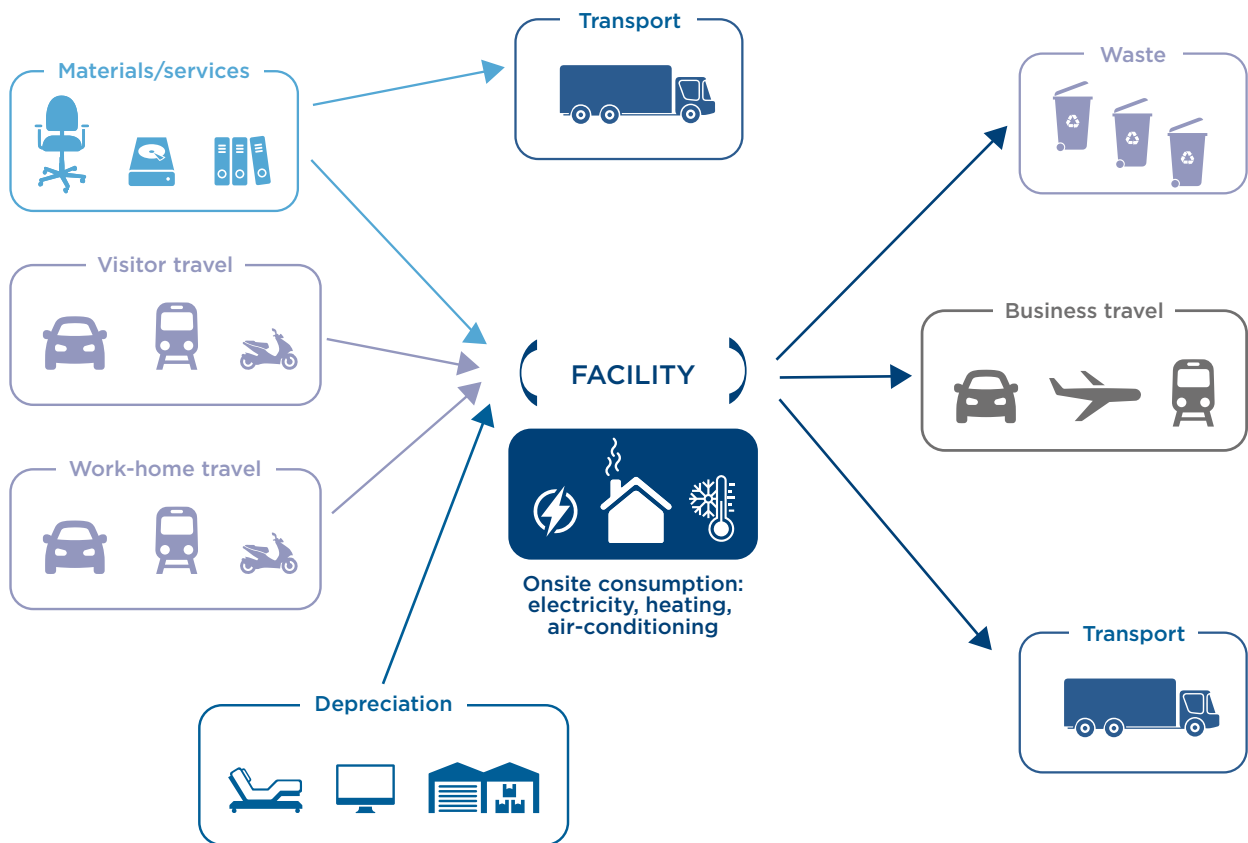 Transport
Materials/services
Waste
Visitor travel
Business travel
FACILITY
Work-home travel
Onsite consumption:
electricity, heating,
air-conditioning
Transport
Depreciation